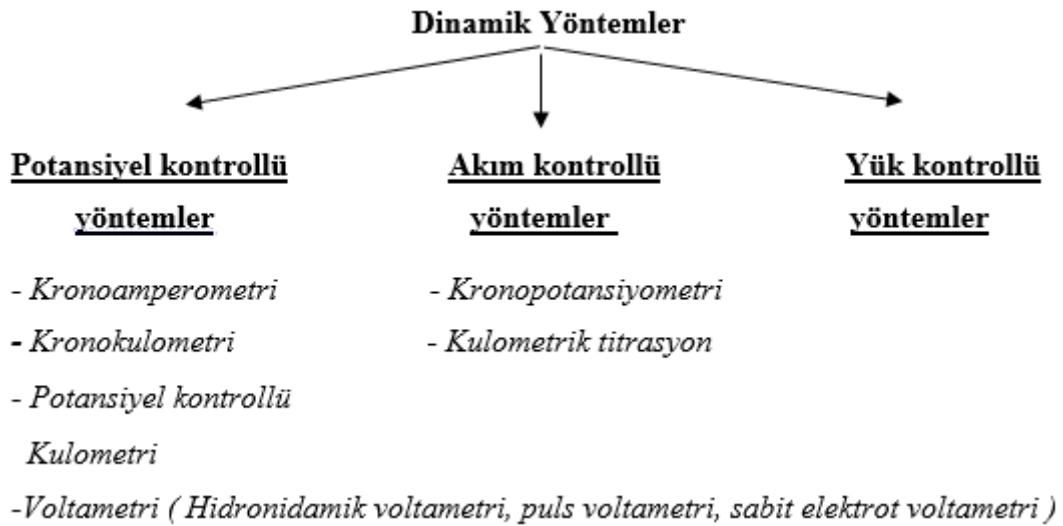 Dinamik Yöntemler
Potansiyel kontrollü
yöntemler
Akım kontrollü
yöntemler
Yük kontrollü
yöntemler
- Kronoamperometri
- Kronokulometri
- Potansiyel kontrollü
Kulometri
-Voltametri ( Hidronidamik voltametri, puls voltametri, sabit elektrot voltametri )
- Kronopotansiyometri
- Kulometrik titrasyon